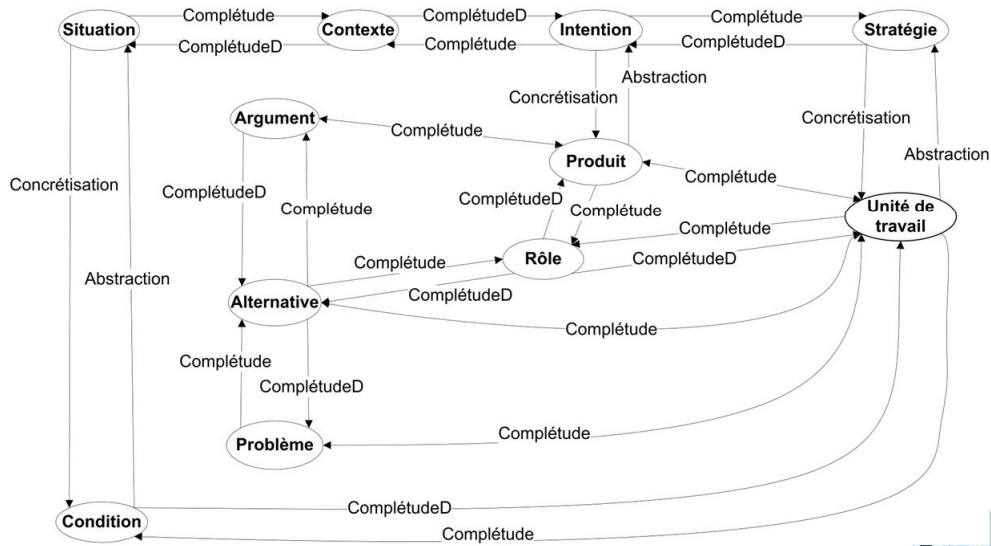 Complétude
ComplétudeD
Complétude
Situation
Contexte
Intention
Stratégie
ComplétudeD
Complétude
ComplétudeD
Abstraction
Concrétisation
Argument
Concrétisation
Complétude
Abstraction
Produit
Complétude
Concrétisation
ComplétudeD
ComplétudeD
Unité de
travail
Complétude
Complétude
Complétude
Rôle
ComplétudeD
Complétude
Abstraction
ComplétudeD
Alternative
Complétude
Complétude
ComplétudeD
Complétude
Problème
ComplétudeD
Condition
Complétude